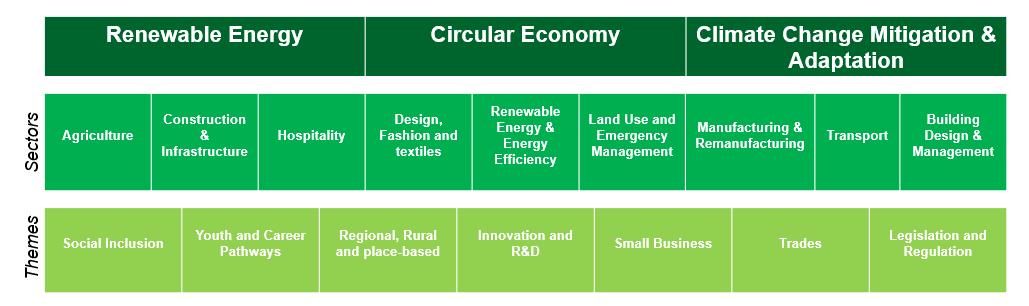 Renewable Energy
Circular Economy
Climate Change Mitigation &
Adaptation
Sectors
Agriculture
Construction
&
Infrastructure
Hospitality
Design,
Fashion and
textiles
Renewable
Energy &
Energy
Efficiency
Land Use and
Emergency
Management
Manufacturing &
Remanufacturing
Transport
Building
Design &
Management
Themes
Social Inclusion
Youth and Career
Pathways
Regional, Rural
and place-based
Innovation and
R&D
Small Business
Trades
Legislation and
Regulation